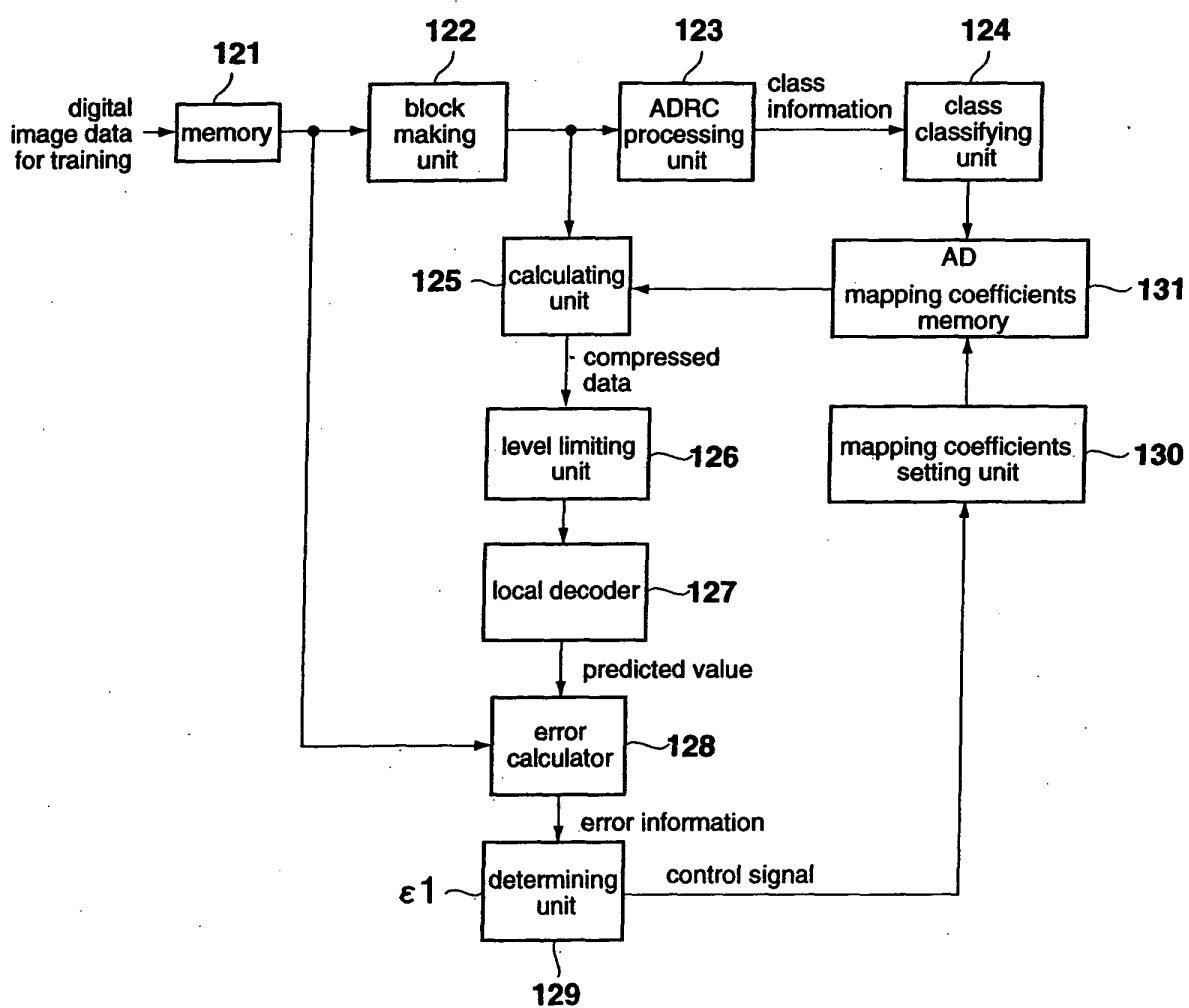 121
122
123
124
digital
image data
for training
memory
block
making
unit
ADRC
processing
unit
class
information
class
classifying
unit
125
calculating
unit
AD
mapping coefficients
memory
131
compressed
data
level limiting
unit
126
mapping coefficients
setting unit
130
local decoder
127
predicted value
error
calculator
128
error information
ε1
determining
unit
control signal
129